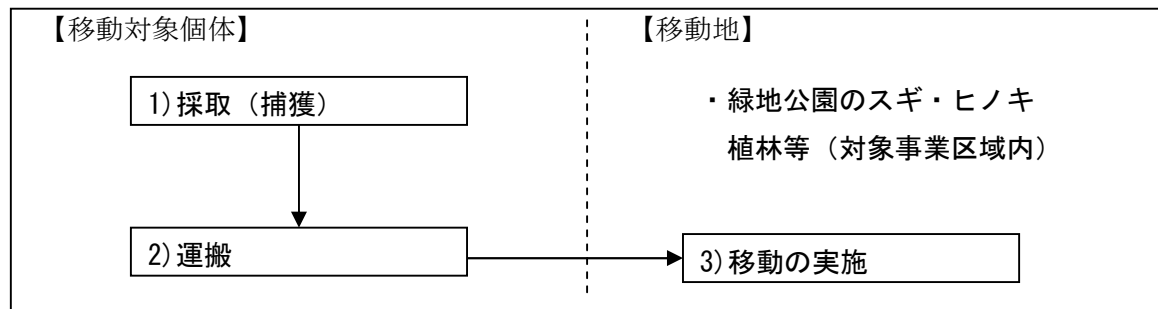 【移動対象個体】
1)採取（捕獲）
2)運搬
【移動地】
・緑地公園のスギ・ヒノキ
植林等（対象事業区域内）
3)移動の実施